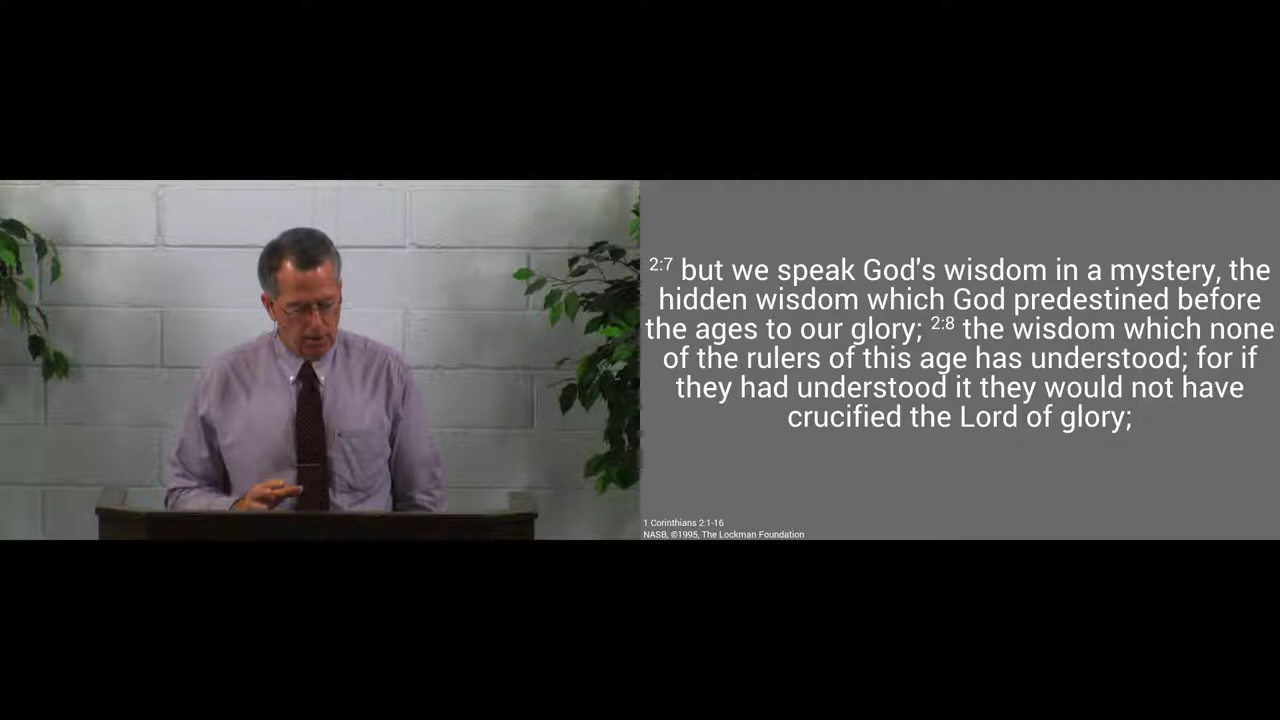 2:7 but we speak God's wisdom in a mystery, the
hidden wisdom which God predestined before
the ages to our glory; 2:8 the wisdom which none
of the rulers of this age has understood; for if
they had understood it they would not have
crucified the Lord of glory;
1 Corinthians 2:1-16
NASB, ©1995, The Lockman Foundation